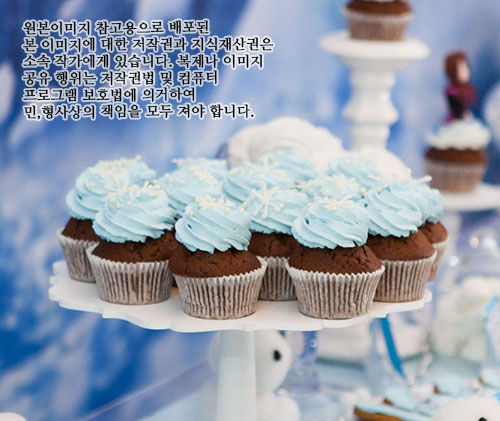 원본이미지 참고용으로 배포된
본 이미지에 대한 저작권과 지식재산권은
소속 작가에게 있습니다. 복제나 이미지
공유 행위는 저작권법 및 컴퓨터
프로그램 보호법에 의거하여
민,형사상의 책임을 모두 져야 합니다.